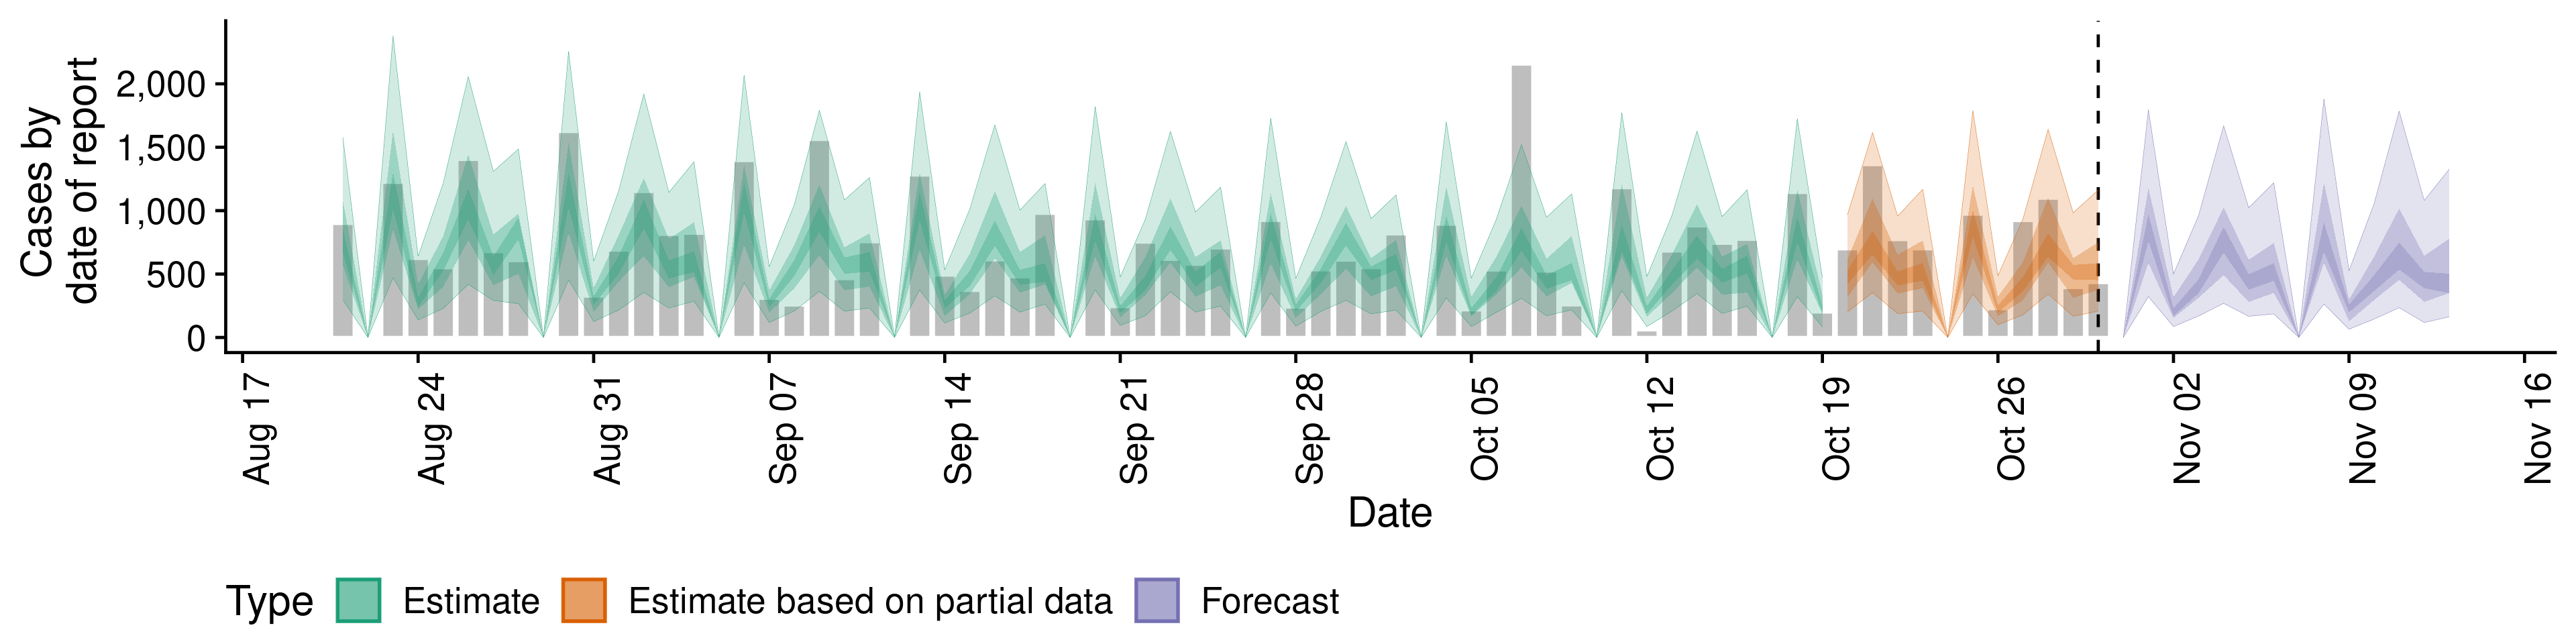 Cases by
date of report
2,000
1,500
1,000
500
0
Aug 17
Aug 24
Aug 31
Sep 07
Sep 14
Sep 21
Sep 28
Oct 05
Oct 12
Oct 19
Oct 26
Nov 02
Nov 09
Nov 16
Date
Type Estimate Estimate based on partial data Forecast